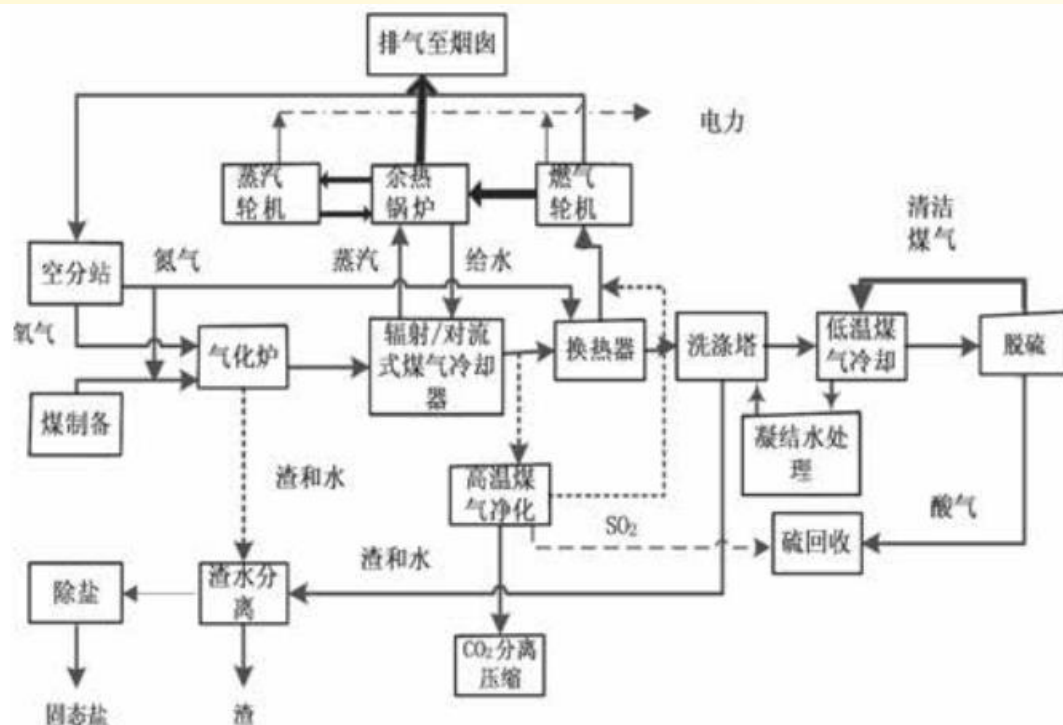 排气至烟囱
电力
蒸汽
轮机
余热
锅炉
燃气
轮机
清洁
煤气
空分站
氮气
蒸汽
给水
氧气
气化炉
辐射/对流
式煤气冷却
器
换热器
洗涤塔
低温煤
气冷却
脱硫
煤制备
凝结水处
理
渣和水
高温煤
气净化
SO₂
硫回收
酸气
渣和水
除盐
渣水分
离
CO₂分离
压缩
固态盐
渣